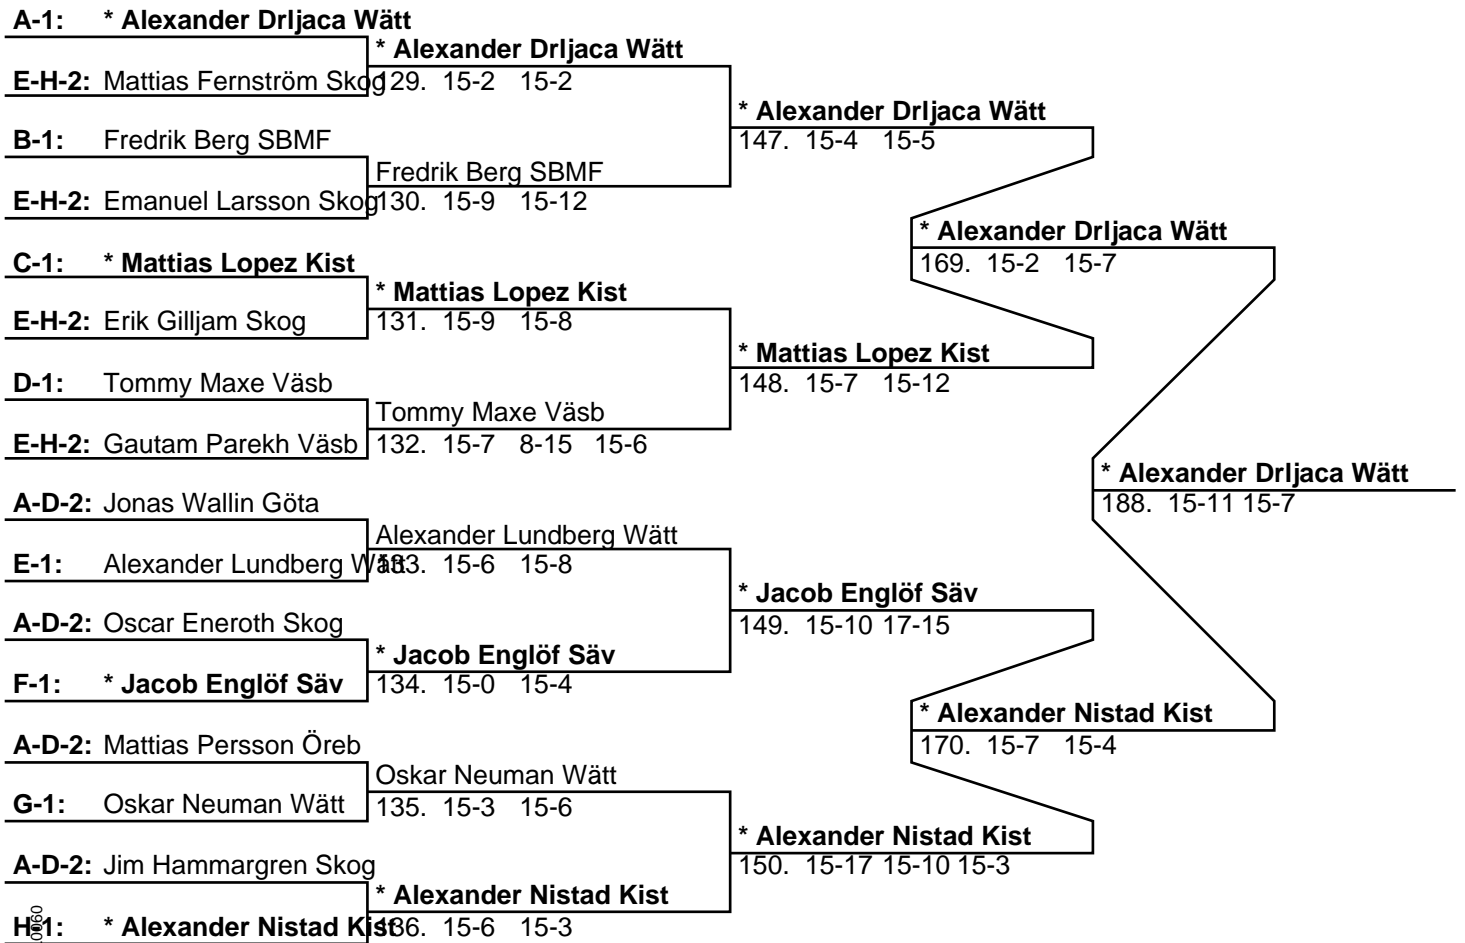 A-1: * Alexander Drljaca Wätt
* Alexander Drljaca Wätt
E-H-2: Mattias Fernström Skog
129. 15-2 15-2
* Alexander Drljaca Wätt
147. 15-4 15-5
B-1: Fredrik Berg SBMF
Fredrik Berg SBMF
E-H-2: Emanuel Larsson Skog
130. 15-9 15-12
* Alexander Drljaca Wätt
169. 15-2 15-7
C-1: * Mattias Lopez Kist
* Mattias Lopez Kist
E-H-2: Erik Gilljam Skog
131. 15-9 15-8
* Mattias Lopez Kist
148. 15-7 15-12
D-1: Tommy Maxe Väsb
Tommy Maxe Väsb
E-H-2: Gautam Parekh Väsb
132. 15-7 8-15 15-6
* Alexander Drljaca Wätt
188. 15-11 15-7
A-D-2: Jonas Wallin Göta
Alexander Lundberg Wätt
E-1: Alexander Lundberg Wätt
133. 15-6 15-8
* Jacob Englöf Säv
149. 15-10 17-15
A-D-2: Oscar Eneroth Skog
* Jacob Englöf Säv
F-1: * Jacob Englöf Säv
134. 15-0 15-4
* Alexander Nistad Kist
170. 15-7 15-4
A-D-2: Mattias Persson Öreb
Oskar Neuman Wätt
G-1: Oskar Neuman Wätt
135. 15-3 15-6
* Alexander Nistad Kist
150. 15-17 15-10 15-3
A-D-2: Jim Hammargren Skog
* Alexander Nistad Kist
H-1: * Alexander Nistad Kist
136. 15-6 15-3